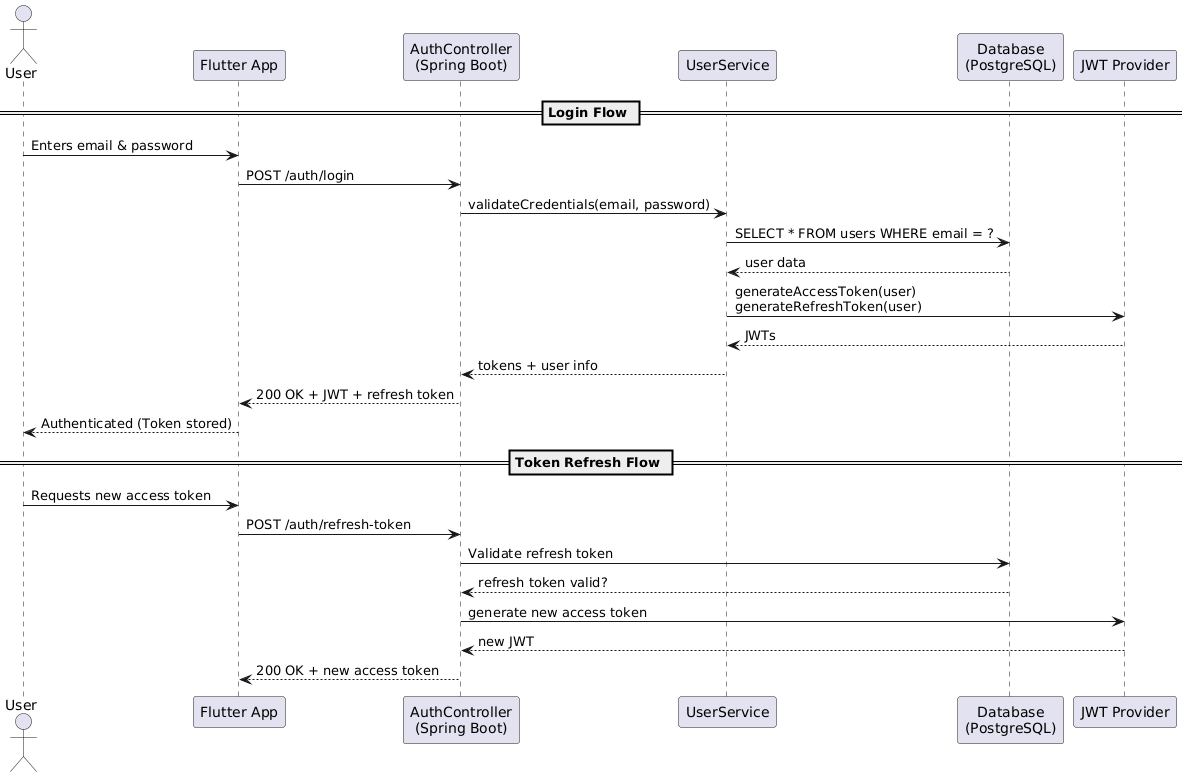 User
Flutter App
AuthController
(Spring Boot)
UserService
Database
(PostgreSQL)
JWT Provider
Login Flow
Enters email & password
POST /auth/login
validateCredentials(email, password)
SELECT * FROM users WHERE email = ?
user data
generateAccessToken(user)
generateRefreshToken(user)
JWTs
tokens + user info
200 OK + JWT + refresh token
Authenticated (Token stored)
Token Refresh Flow
Requests new access token
POST /auth/refresh-token
Validate refresh token
refresh token valid?
generate new access token
new JWT
200 OK + new access token
User
Flutter App
AuthController
(Spring Boot)
UserService
Database
(PostgreSQL)
JWT Provider